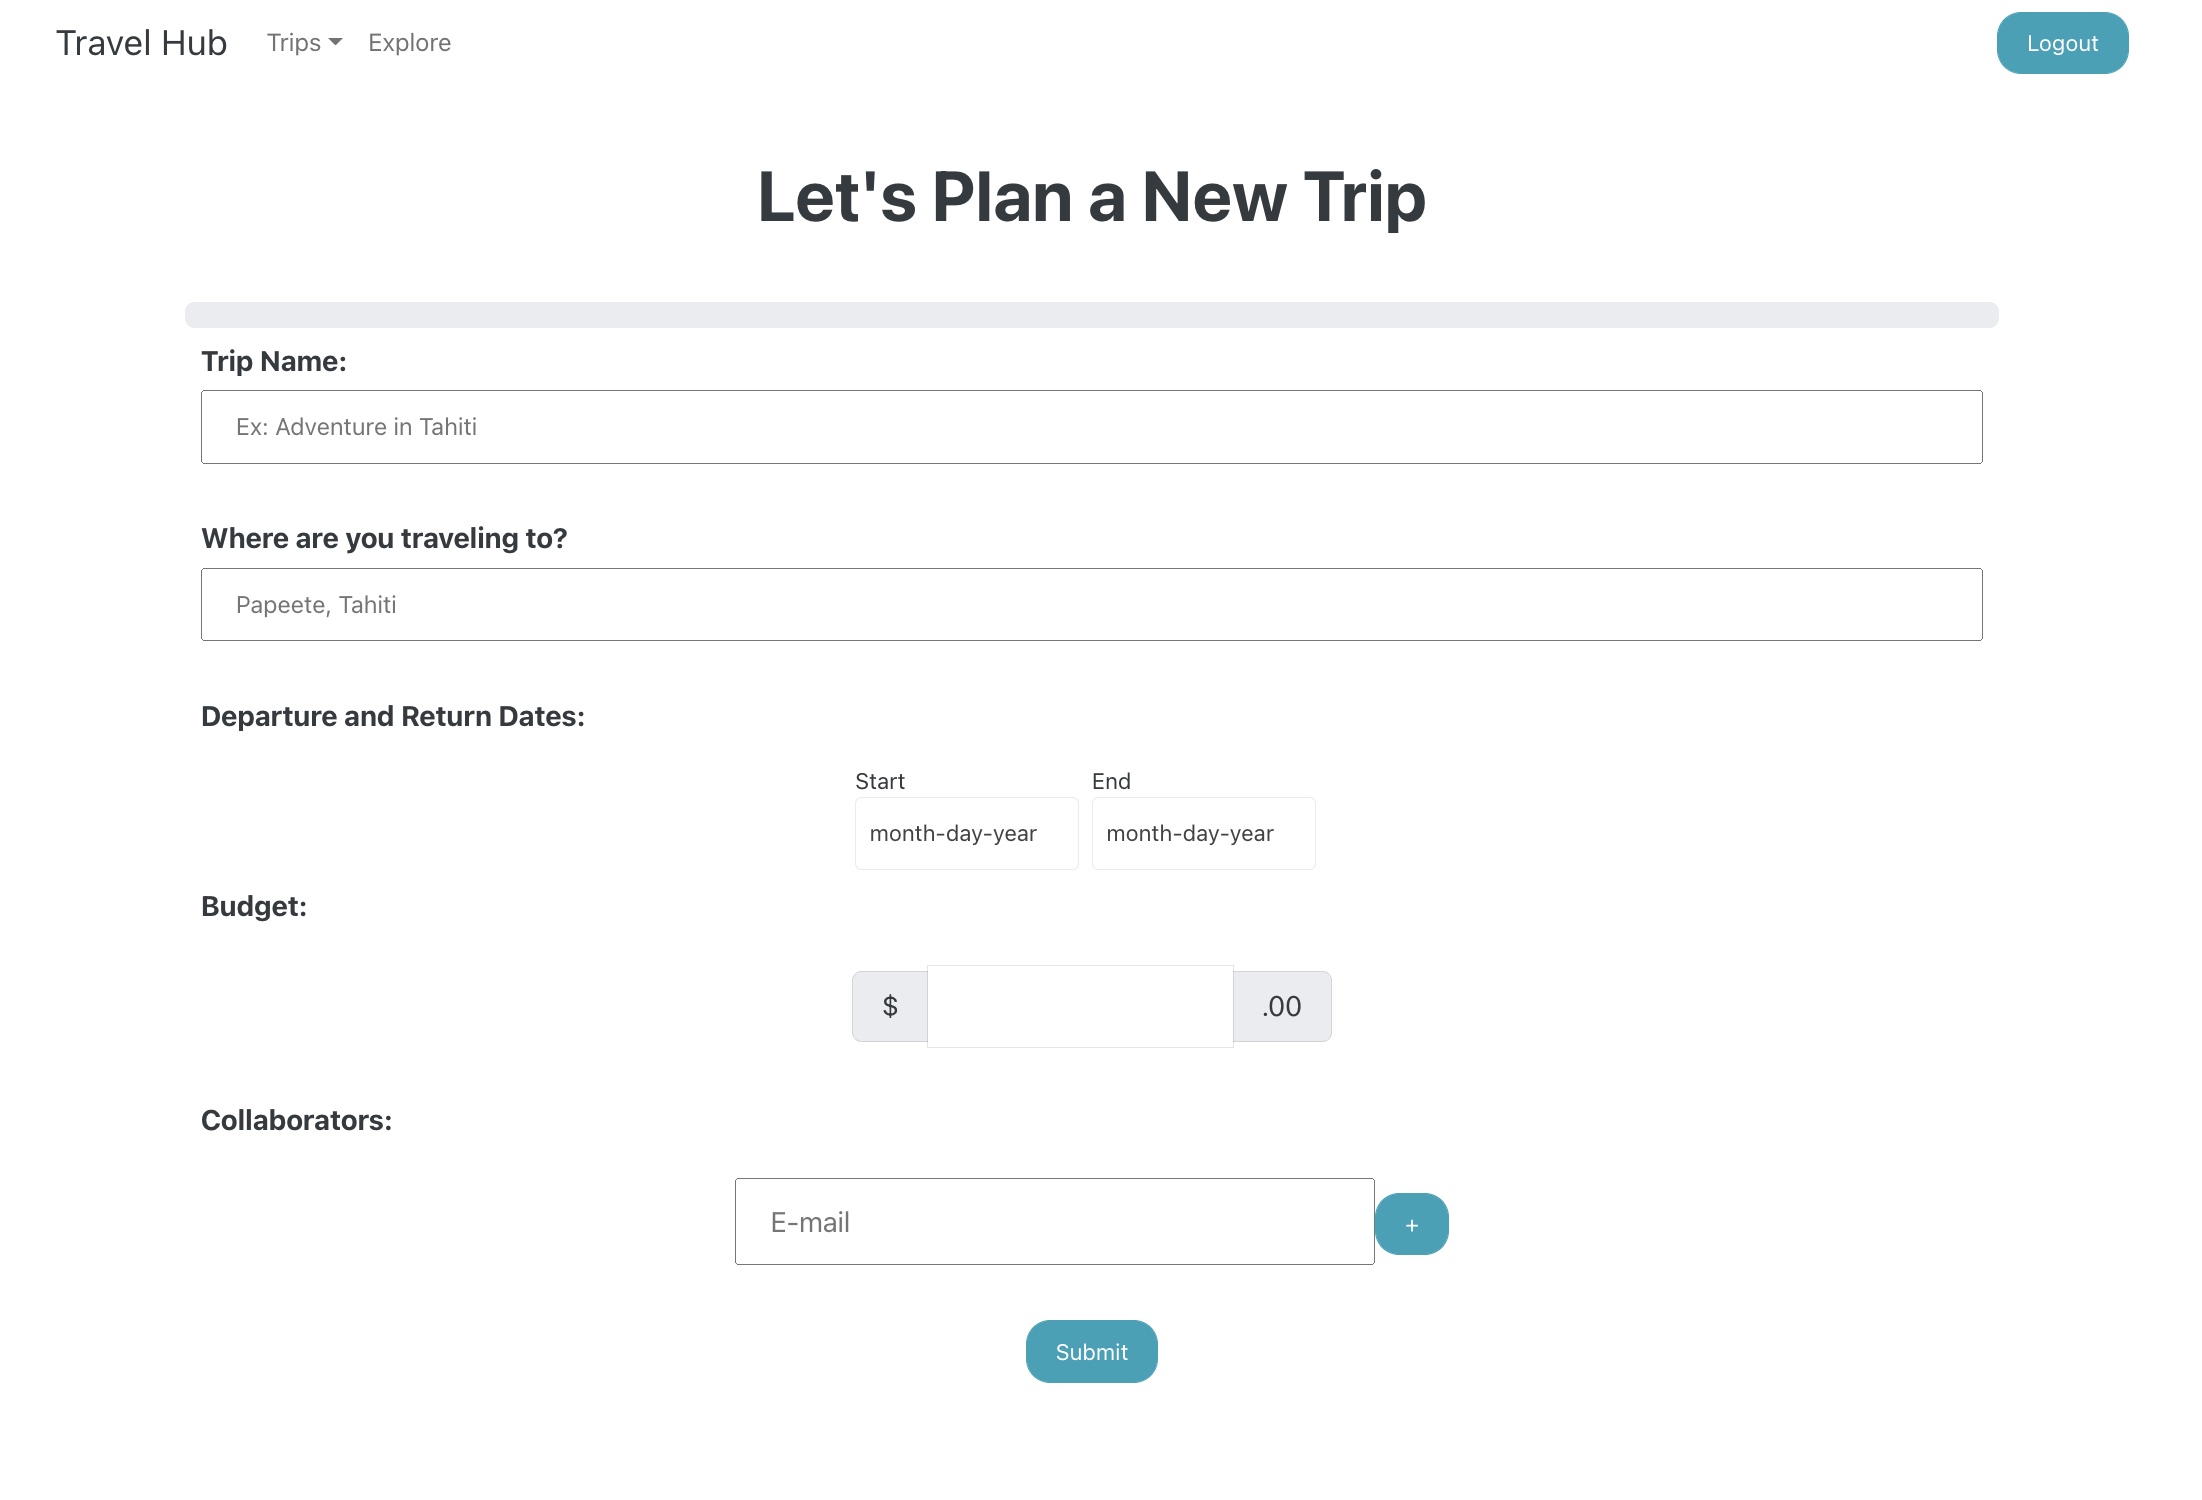 Travel Hub Trips Explore Logout
Let's Plan a New Trip
Trip Name:
Ex: Adventure in Tahiti
Where are you traveling to?
Papeete, Tahiti
Departure and Return Dates:
Start End
month-day-year month-day-year
Budget:
$ .00
Collaborators:
E-mail +
Submit